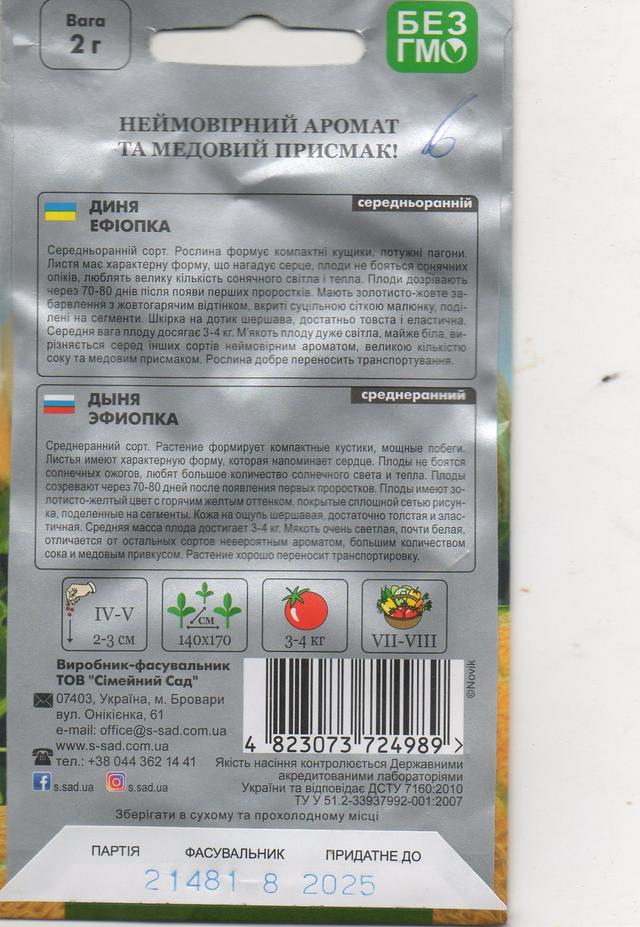 Вага
2 г
БЕЗ
ГМО
НЕЙМОВІРНИЙ АРОМАТ
ТА МЕДОВИЙ ПРИСМАК!
середньоранній
ДИНЯ
ЕФІОПКА
Середньоранній сорт. Рослина формує компактні кущики, потужні пагони.
Листя має характерну форму, що нагадує серце, плоди не бояться сонячних
опіків, люблять велику кількість сонячного світла і тепла. Плоди дозрівають
через 70-80 днів після появи перших проростків. Мають золотисто-жовте за-
барвлення з жовтогарячим відтінком, вкриті суцільною сіткою малюнку, поді-
лені на сегменти. Шкірка на дотик шершава, достатньо товста і еластична.
Середня вага плоду досягає 3-4 кг. М'якоть плоду дуже світла, майже біла, ви-
різняється серед інших сортів неймовірним ароматом, великою кількістю
соку та медовим присмаком. Рослина добре переносить транспортування.
среднеранний
ДЫНЯ
ЭФИОПКА
Среднеранний сорт. Растение формирует компактные кустики, мощные побеги.
Листья имеют характерную форму, которая напоминает сердце. Плоды не боятся
солнечных ожогов, любят большое количество солнечного света и тепла. Плоды
созревают через 70-80 дней после появления первых проростков. Плоды имеют зо-
лотисто-желтый цвет с горячим желтым оттенком, покрытые сплошной сетью рисун-
ка, поделенные на сегменты. Кожа на ощупь шершавая, достаточно толстая и элас-
тичная. Средняя масса плода достигает 3-4 кг. Мякоть очень светлая, почти белая,
отличается от остальных сортов невероятным ароматом, большим количеством
сока и медовым привкусом. Растение хорошо переносит транспортировку.
IV-V
2-3 см
см
140х170
3-4 кг
VII-VIII
Виробник-фасувальник
ТОВ "Сімейний Сад"
07403, Україна, м. Бровари
вул. Онікієнка, 61
e-mail: office@s-sad.com.ua
www.s-sad.com.ua
тел.: +38 044 362 14 41
s.sad.ua
s.sad.ua
©Novik
4 823073 724989 >
Якість насіння контролюється Державними
акредитованими лабораторіями
України та відповідає ДСТУ 7160:2010
ТУ У 51.2-33937992-001:2007
Зберігати в сухому та прохолодному місці
ПАРТІЯ ФАСУВАЛЬНИК ПРИДАТНЕ ДО
21481 8 2025